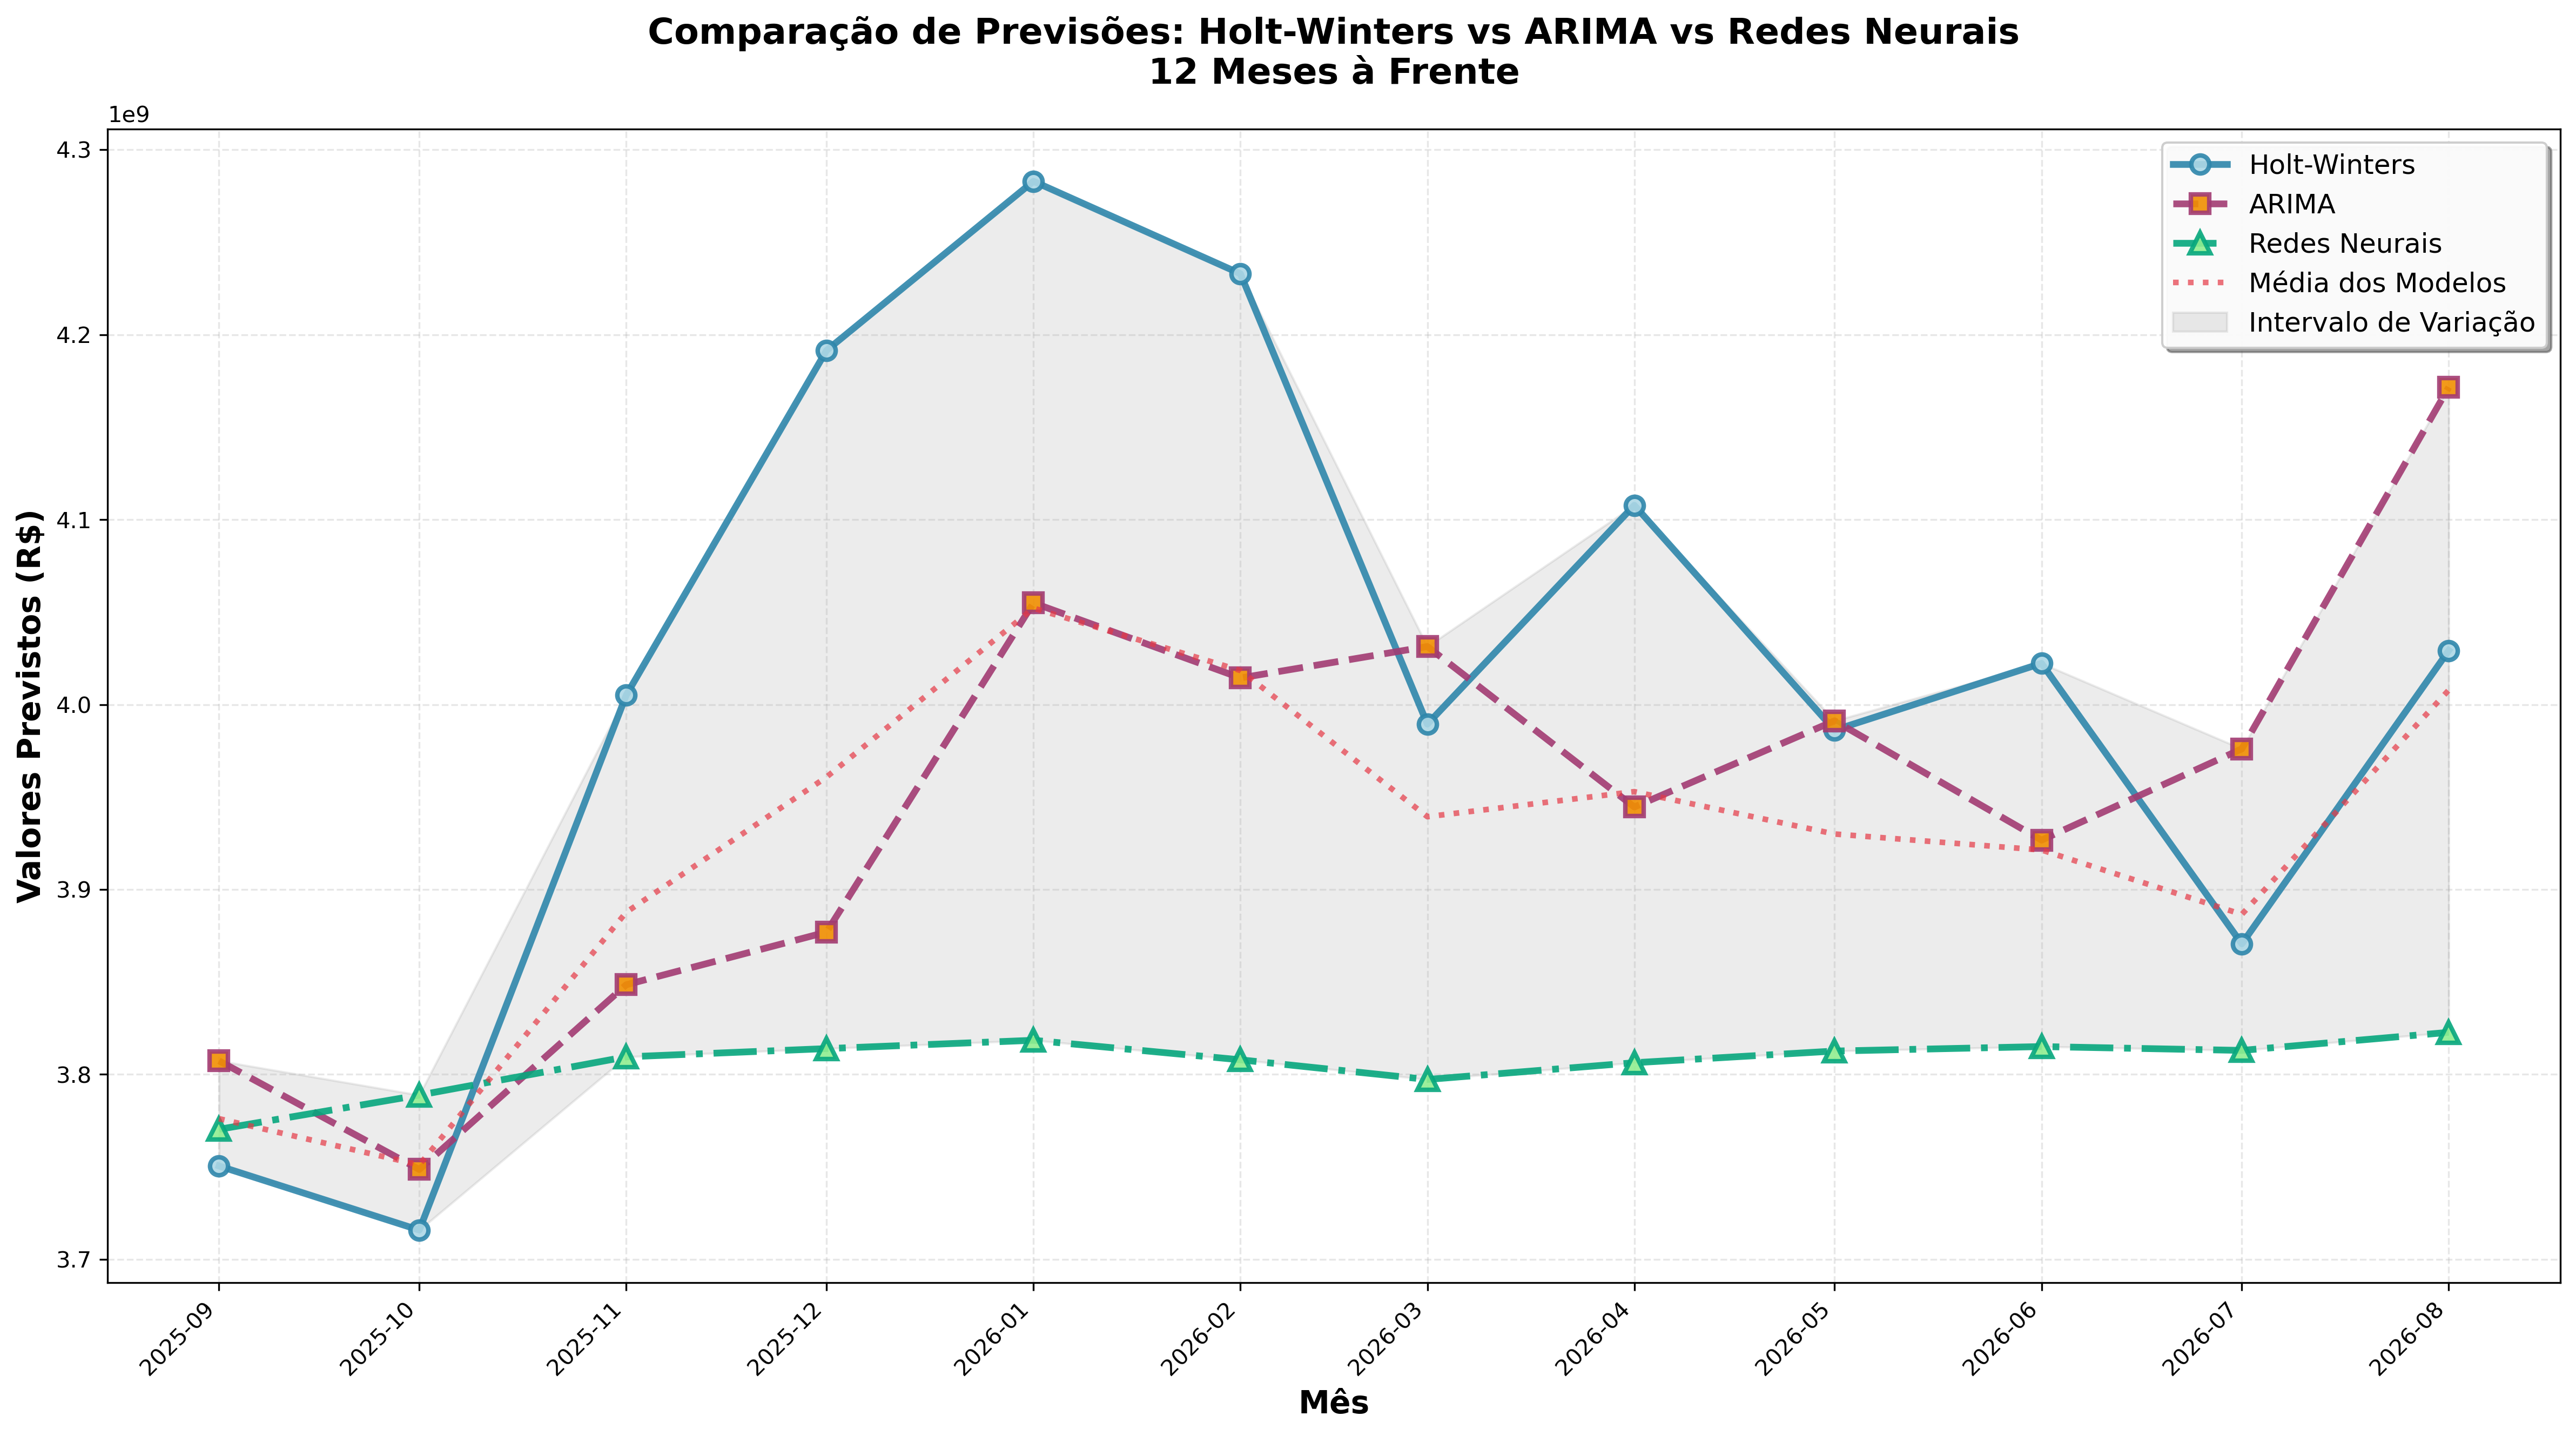 Comparação de Previsões: Holt-Winters vs ARIMA vs Redes Neurais
12 Meses à Frente
1e9
4.3
4.2
4.1
4.0
3.9
3.8
3.7
Valores Previstos (R$)
Holt-Winters
ARIMA
Redes Neurais
Média dos Modelos
Intervalo de Variação
2025-09
2025-10
2025-11
2025-12
2026-01
2026-02
2026-03
2026-04
2026-05
2026-06
2026-07
2026-08
Mês